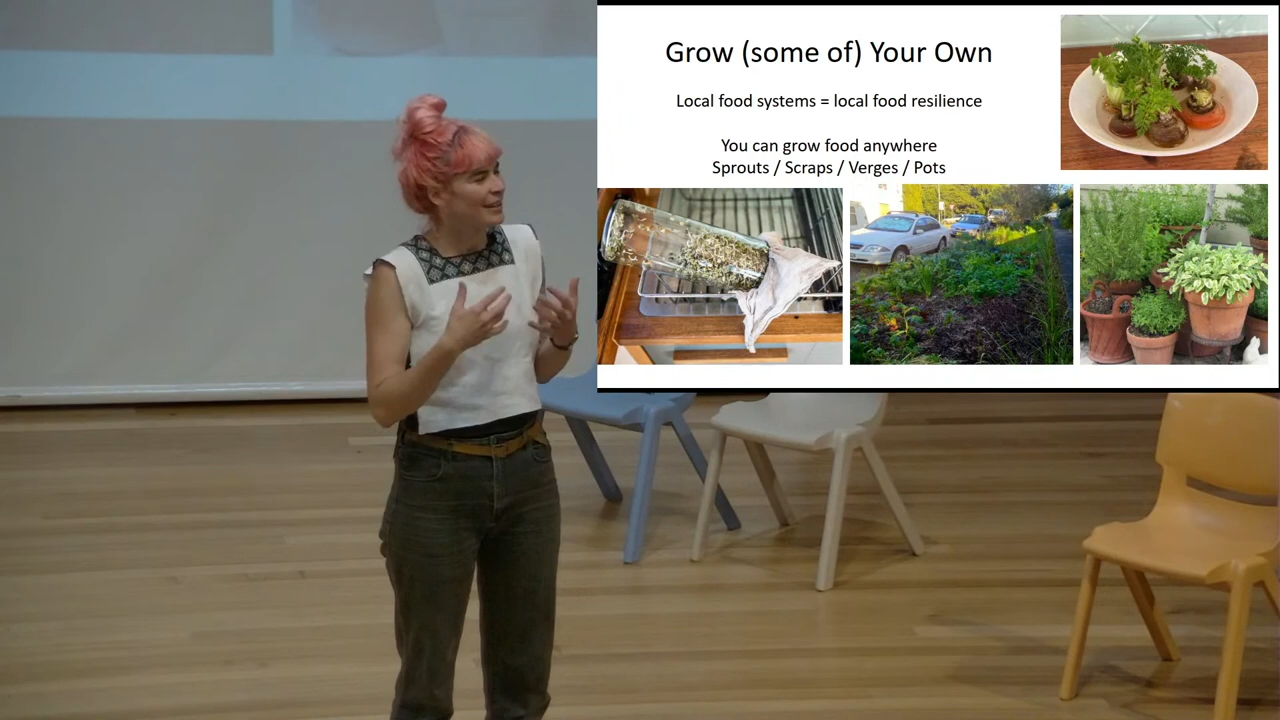 Grow (some of) Your Own
Local food systems = local food resilience
You can grow food anywhere
Sprouts / Scraps / Verges / Pots